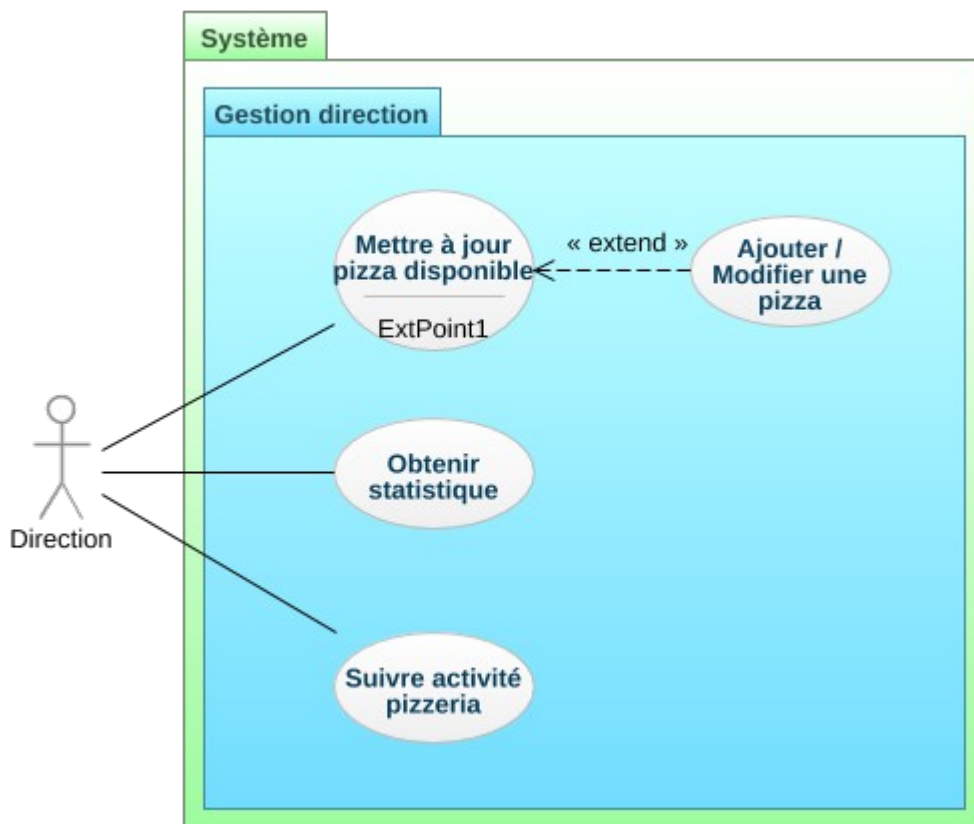 Système
Gestion direction
Mettre à jour
pizza disponible
ExtPoint1
« extend »
Ajouter /
Modifier une
pizza
Obtenir
statistique
Direction
Suivre activité
pizzeria